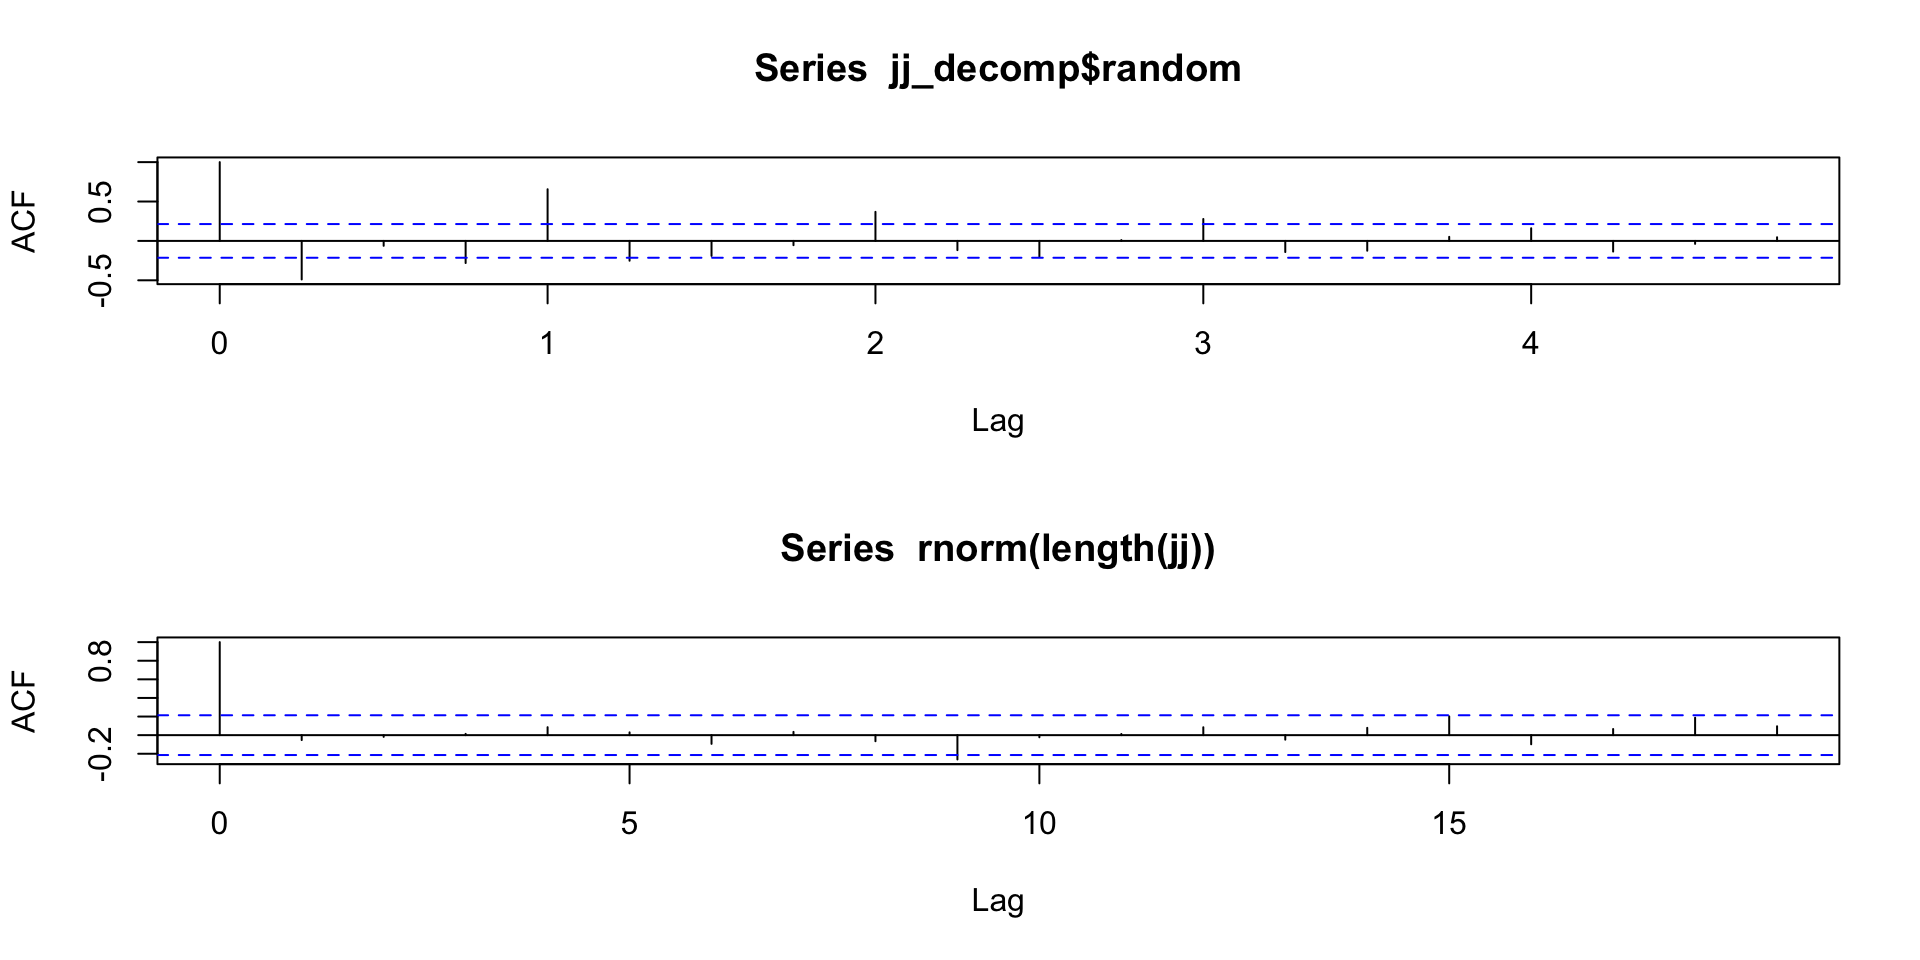 Series  jj_decomp$random
ACF
0.5
-0.5
0 1 2 3 4
Lag
Series  rnorm(length(jj))
ACF
0.8
-0.2
0 5 10 15
Lag